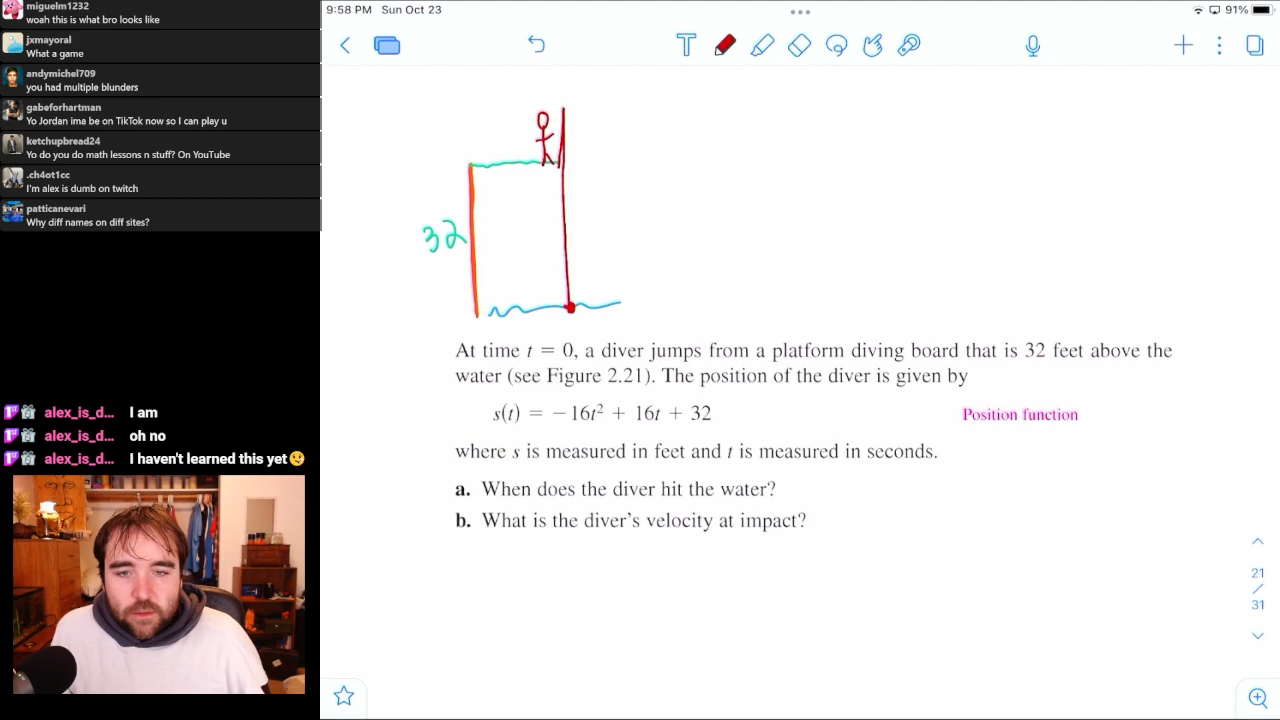 miguelm1232
woah this is what bro looks like
jxmayoral
What a game
andymichel709
you had multiple blunders
gabeforhartman
Yo Jordan ima be on TikTok now so I can play u
ketchupbread24
Yo do you do math lessons n stuff? On YouTube
.ch4ot1cc
I'm alex is dumb on twitch
patticanevari
Why diff names on diff sites?
alex_is_d... I am
alex_is_d... oh no
alex_is_d... I haven't learned this yet😢
9:58 PM Sun Oct 23
91%
T
32
At time t = 0, a diver jumps from a platform diving board that is 32 feet above the
water (see Figure 2.21). The position of the diver is given by
s(t) = −16t² + 16t + 32 Position function
where s is measured in feet and t is measured in seconds.
a. When does the diver hit the water?
b. What is the diver's velocity at impact?
21
/
31